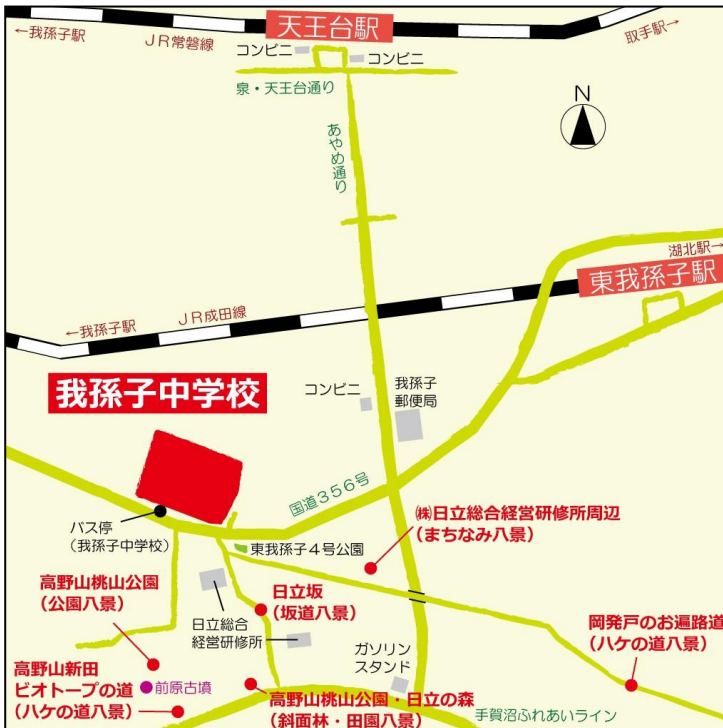 天王台駅
←我孫子駅
JR常磐線
取手駅→
コンビニ
コンビニ
泉・天王台通り
N
あやめ通り
湖北駅→
東我孫子駅
←我孫子駅
JR成田線
我孫子中学校
コンビニ
我孫子
郵便局
国道356号
バス停
(我孫子中学校)
東我孫子4号公園
㈱日立総合経営研修所周辺
(まちなみ八景)
高野山桃山公園
(公園八景)
日立総合
経営研修所
日立坂
(坂道八景)
岡発戸のお遍路道
(ハケの道八景)
ガソリン
スタンド
高野山新田
ビオトープの道
(ハケの道八景)
前原古墳
高野山桃山公園・日立の森
(斜面林・田園八景)
手賀沼ふれあいライン